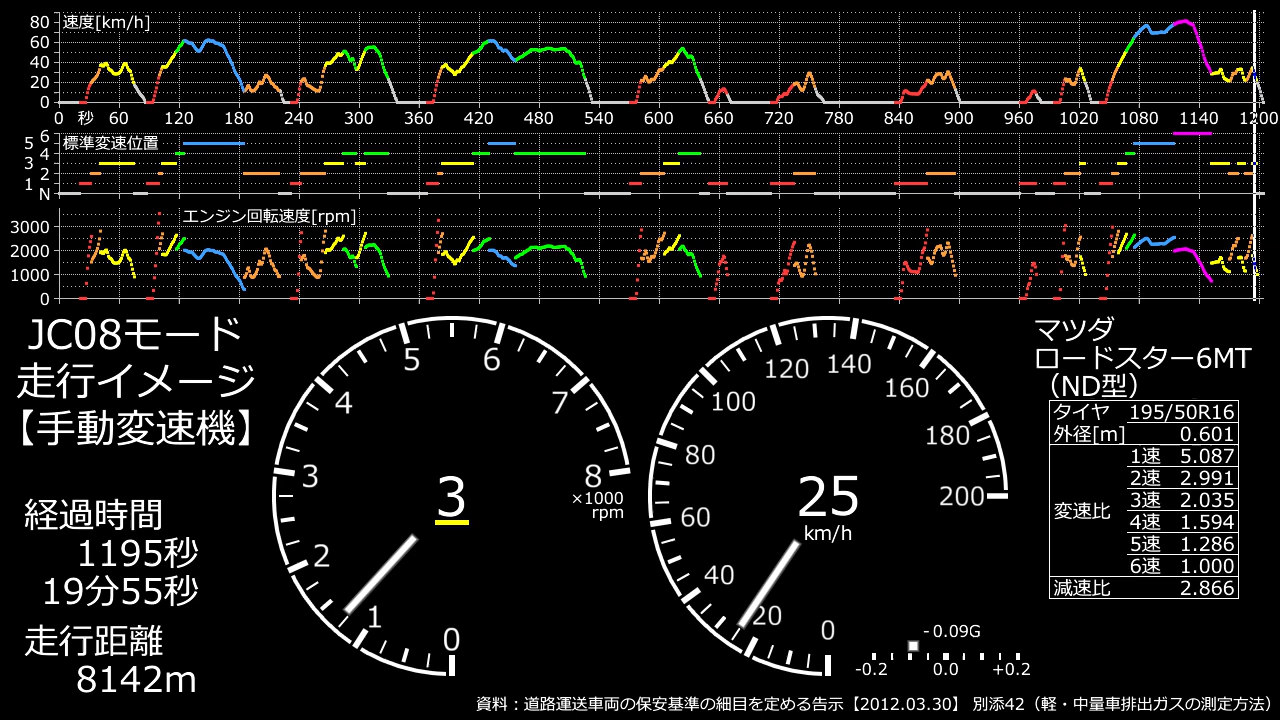 速度[km/h]
80
60
40
20
0
0 秒 60 120 180 240 300 360 420 480 540 600 660 720 780 840 900 960 1020 1080 1140 1200
標準変速位置
6
5
4
3
2
1
N
エンジン回転速度[rpm]
3000
2000
1000
0
JC08モード
走行イメージ
【手動変速機】
経過時間
1195秒
19分55秒
走行距離
8142m
0
1
2
3
4
5
6
7
8
×1000
rpm
3
0
20
40
60
80
100
120
140
160
180
200
25
km/h
-0.09G
-0.2 0.0 +0.2
マツダ
ロードスター6MT
（ND型）
タイヤ 195/50R16
外径[m] 0.601
変速比
1速 5.087
2速 2.991
3速 2.035
4速 1.594
5速 1.286
6速 1.000
減速比 2.866
資料：道路運送車両の保安基準の細目を定める告示【2012.03.30】 別添42（軽・中量車排出ガスの測定方法）